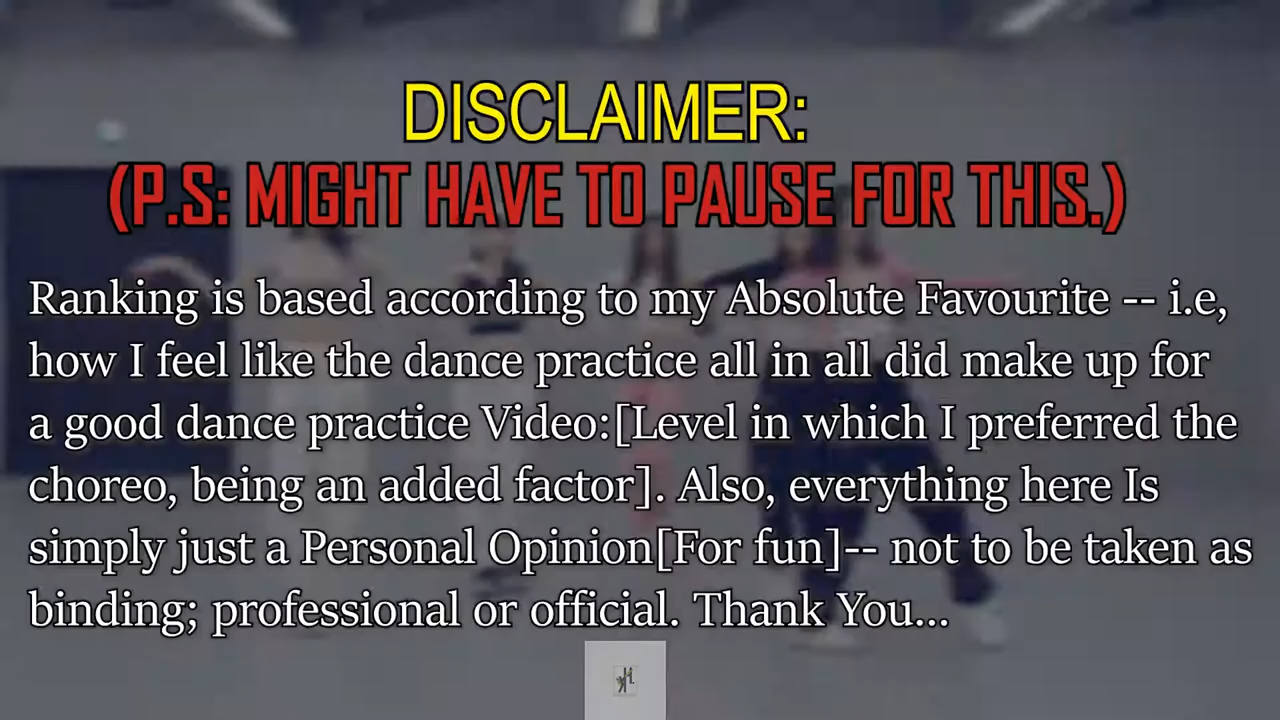 DISCLAIMER:
(P.S: MIGHT HAVE TO PAUSE FOR THIS.)
Ranking is based according to my Absolute Favourite -- i.e,
how I feel like the dance practice all in all did make up for
a good dance practice Video:[Level in which I preferred the
choreo, being an added factor]. Also, everything here Is
simply just a Personal Opinion[For fun]-- not to be taken as
binding; professional or official. Thank You...